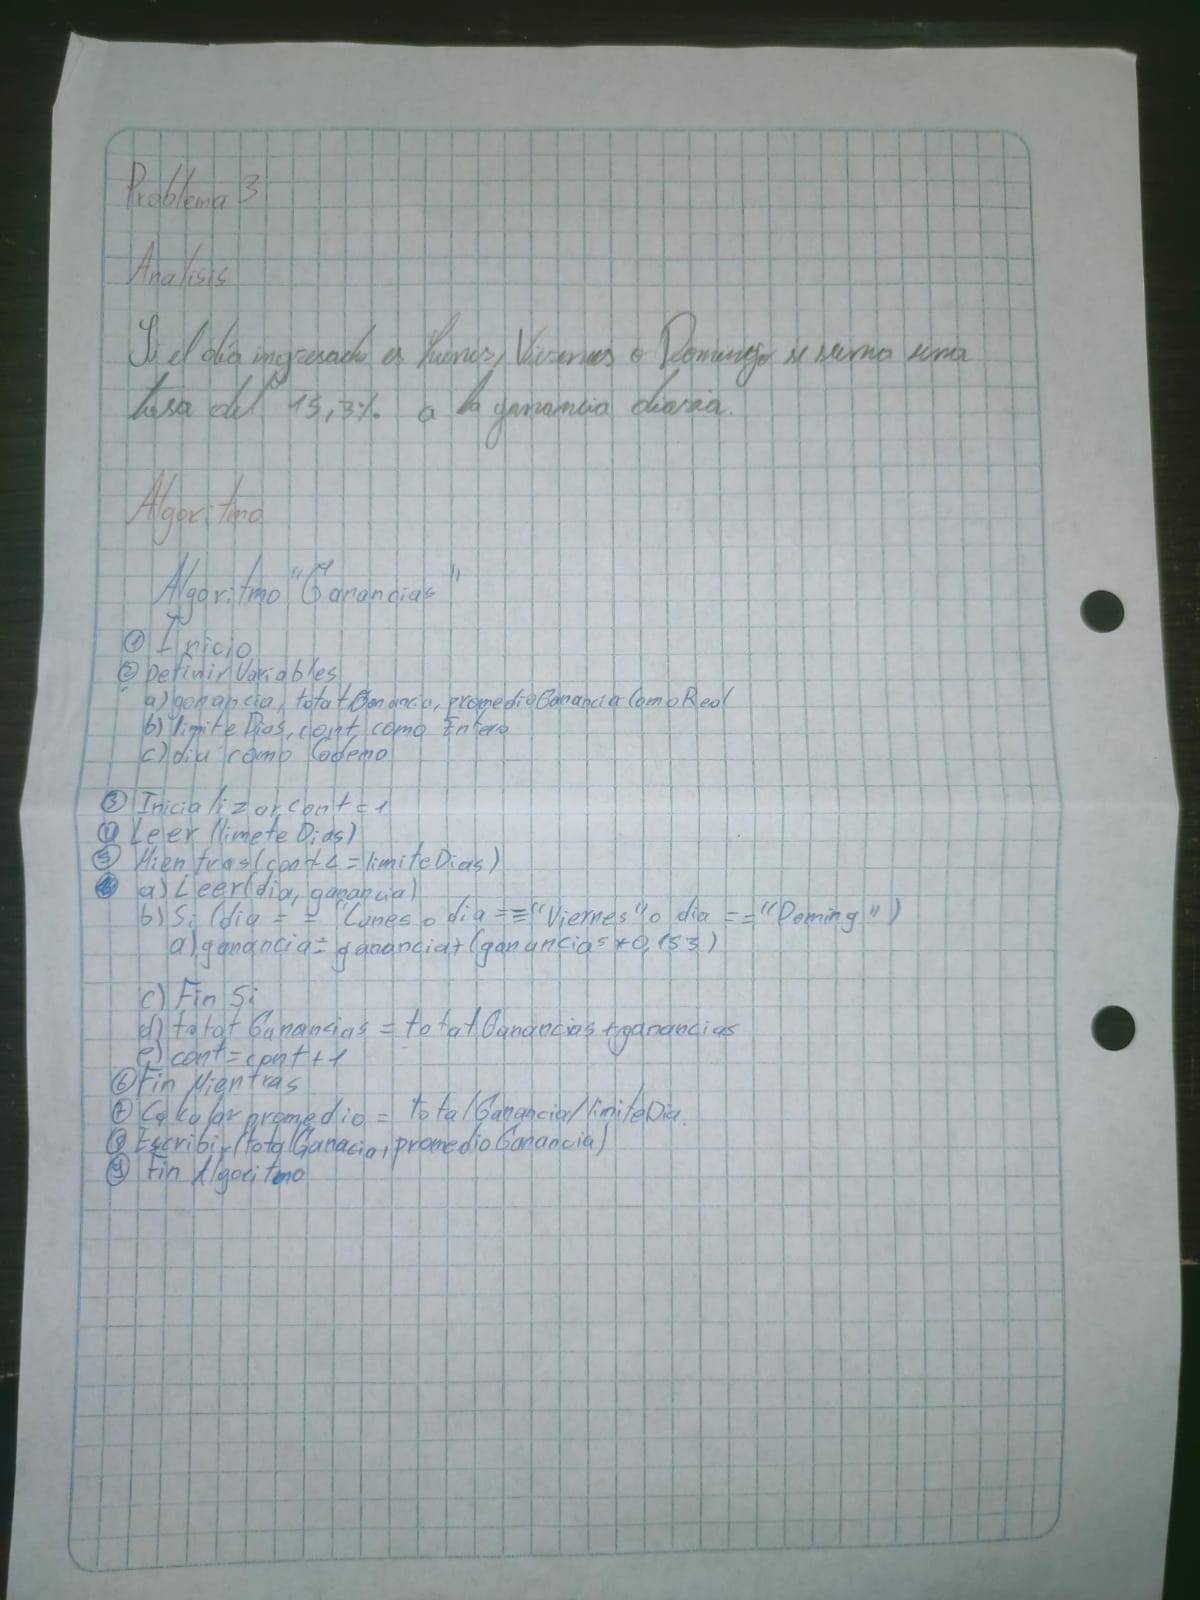 Problema 3
Analisis
Si el día ingresado es Lunes, Viernes o Domingo se suma una
tasa del 15,3% a la ganancia diaria.
Algoritmo
Algoritmo "Ganancias"
① Inicio
② Definir Variables
a) ganancia, totalGanancia, promedioGanancia Como Real
b) limiteDias, cont como Entero
c) dia como Cadena
③ Inicializar cont = 1
④ Leer (limeteDias)
⑤ Mientras (cont <= limiteDias)
a) Leer (dia, ganancia)
b) Si (dia == "Lunes o dia == "Viernes" o dia == "Doming")
a) ganancia = ganancia + (ganancias * 0,153)
c) Fin Si
d) totalGanancias = totalGanancias + ganancias
e) cont = cont + 1
⑥ Fin Mientras
⑦ Calcular promedio = totalGanancia/limiteDia
⑧ Escribir (totalGanacia, promedioGanancia)
⑨ Fin Algoritmo